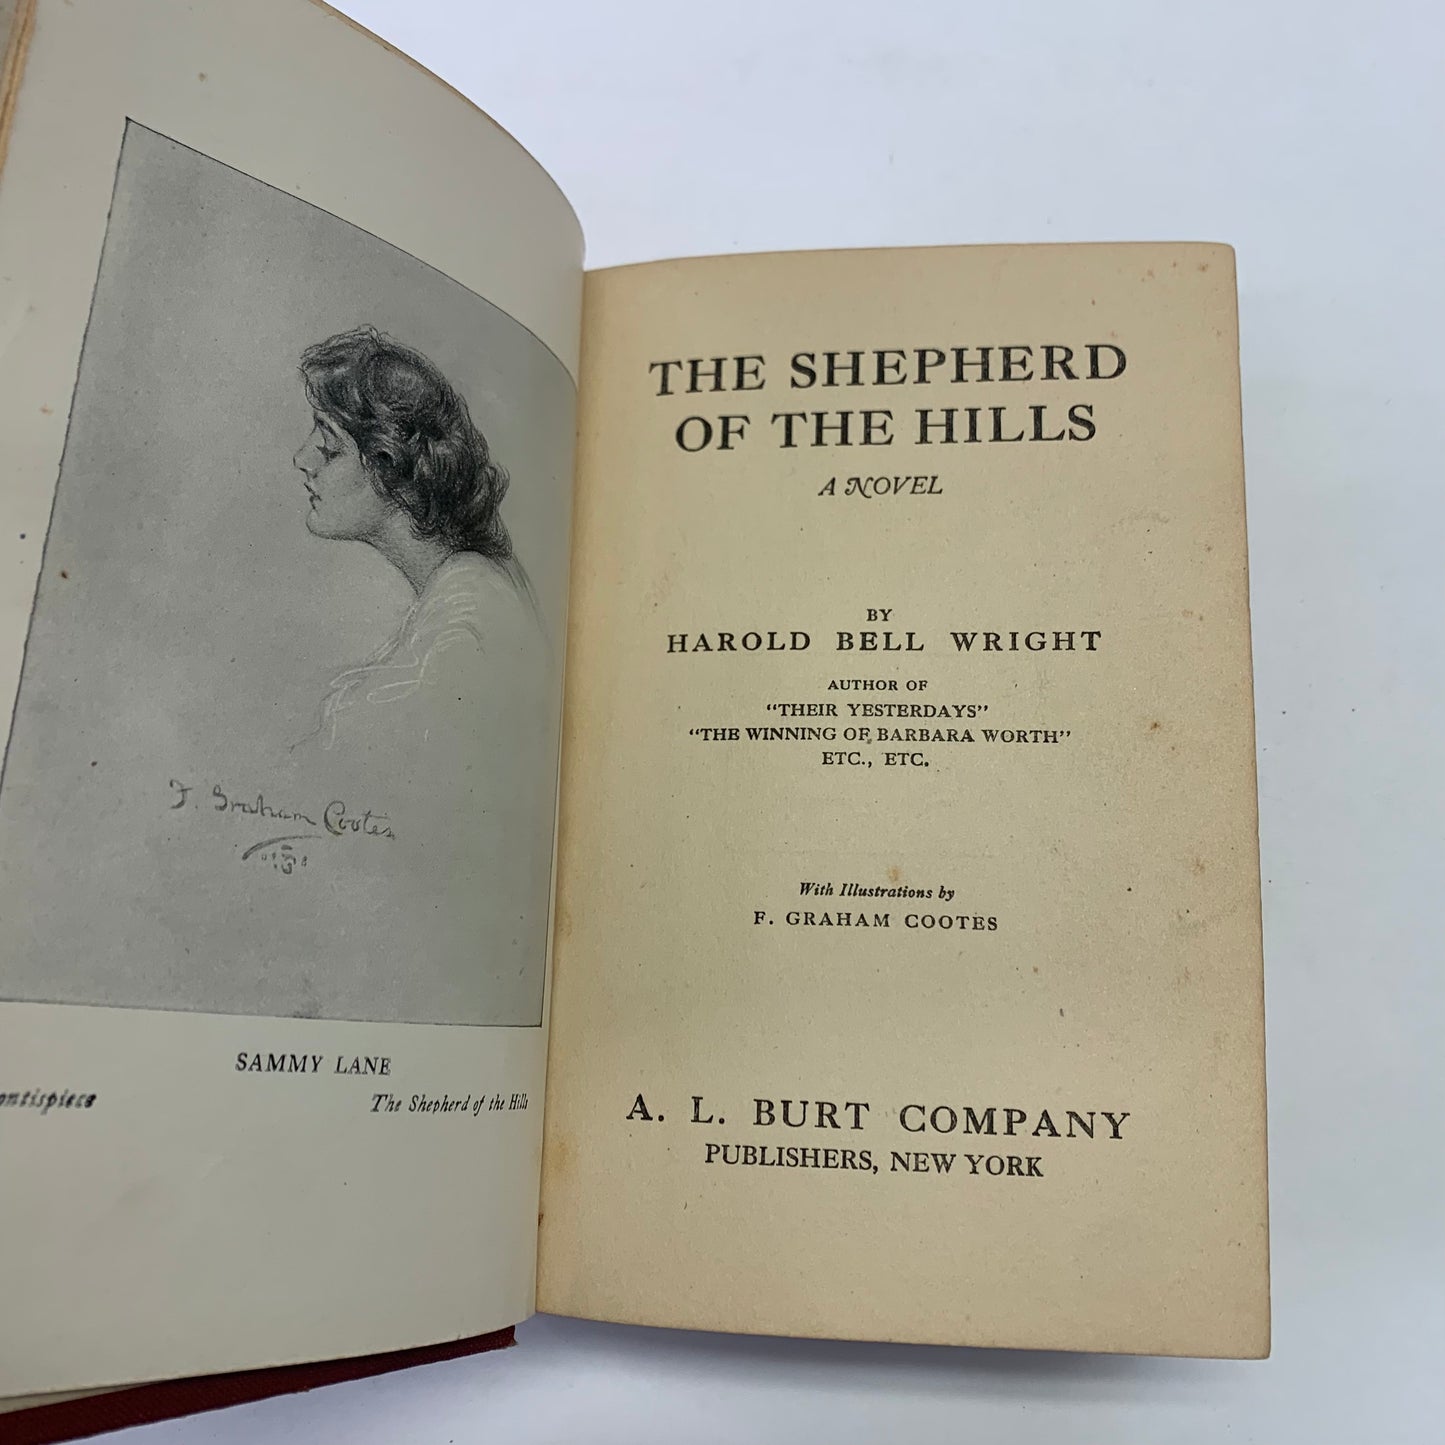 F. Graham Cootes
SAMMY LANE
The Shepherd of the Hills
THE SHEPHERD
OF THE HILLS
A NOVEL
BY
HAROLD BELL WRIGHT
AUTHOR OF
"THEIR YESTERDAYS"
"THE WINNING OF BARBARA WORTH"
ETC., ETC.
With Illustrations by
F. GRAHAM COOTES
A. L. BURT COMPANY
PUBLISHERS, NEW YORK